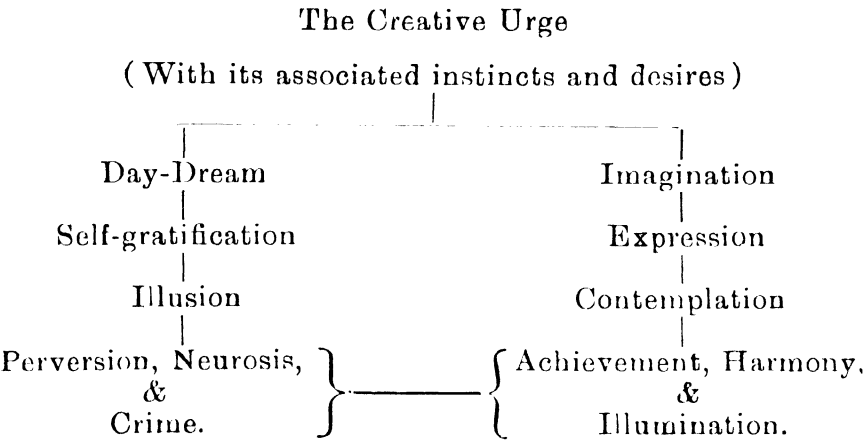 The Creative Urge
(With its associated instincts and desires)
Day-Dream
Imagination
Self-gratification
Expression
Illusion
Contemplation
Perversion, Neurosis,
&
Crime.
Achievement, Harmony,
&
Illumination.